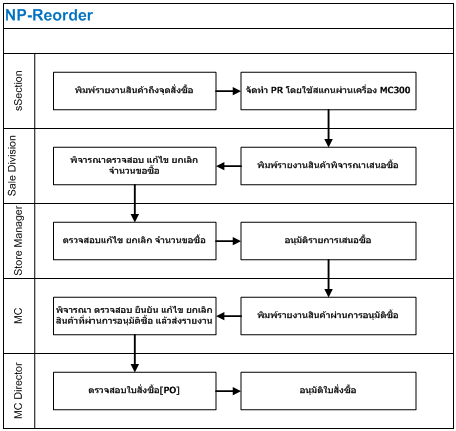 NP-Reorder
sSection
พิมพ์รายงานสินค้าถึงจุดสั่งซื้อ
จัดทำ PR โดยใช้สแกนผ่านเครื่อง MC300
Sale Division
พิจารณาตรวจสอบ แก้ไข ยกเลิก
จำนวนขอซื้อ
พิมพ์รายงานสินค้าพิจารณาเสนอซื้อ
Store Manager
ตรวจสอบแก้ไข ยกเลิก จำนวนขอซื้อ
อนุมัติรายการเสนอซื้อ
MC
พิจารณา ตรวจสอบ ยืนยัน แก้ไข ยกเลิก
สินค้าที่ผ่านการอนุมัติซื้อ แล้วส่งรายงาน
พิมพ์รายงานสินค้าผ่านการอนุมัติซื้อ
MC Director
ตรวจสอบใบสั่งซื้อ[PO]
อนุมัติใบสั่งซื้อ